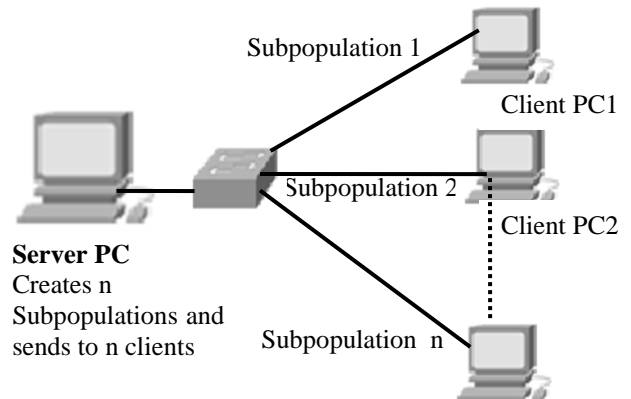 Subpopulation 1
Client PC1
Subpopulation 2
Client PC2
Server PC
Creates n
Subpopulations and
sends to n clients
Subpopulation n